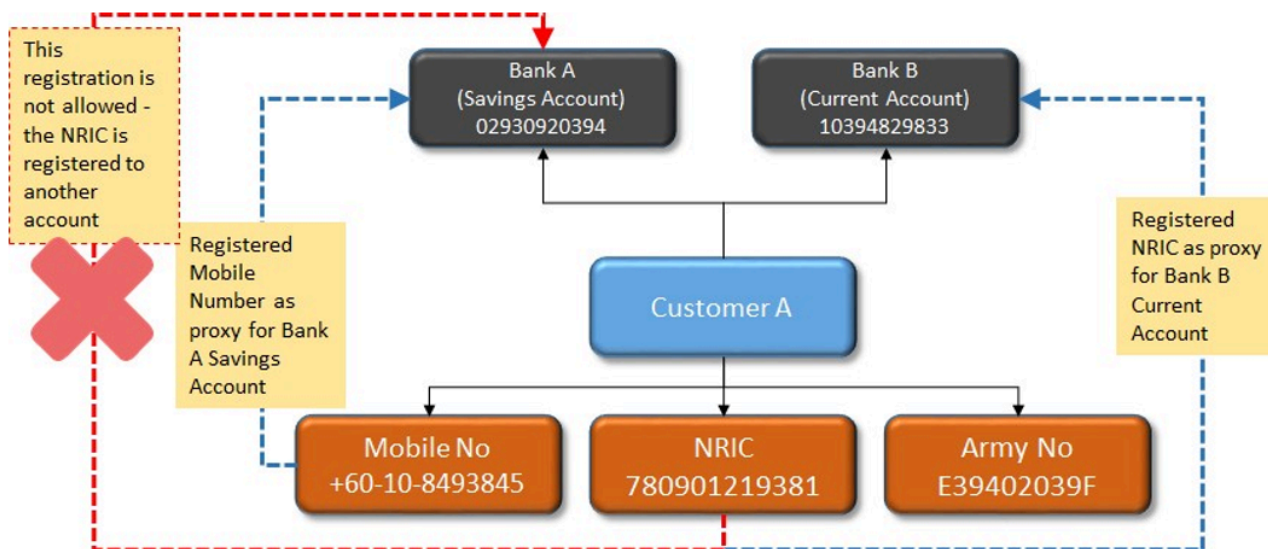 This
registration is
not allowed -
the NRIC is
registered to
another
account
Bank A
(Savings Account)
02930920394
Bank B
(Current Account)
10394829833
Registered
Mobile
Number as
proxy for Bank
A Savings
Account
Customer A
Registered
NRIC as proxy
for Bank B
Current
Account
Mobile No
+60-10-8493845
NRIC
780901219381
Army No
E39402039F